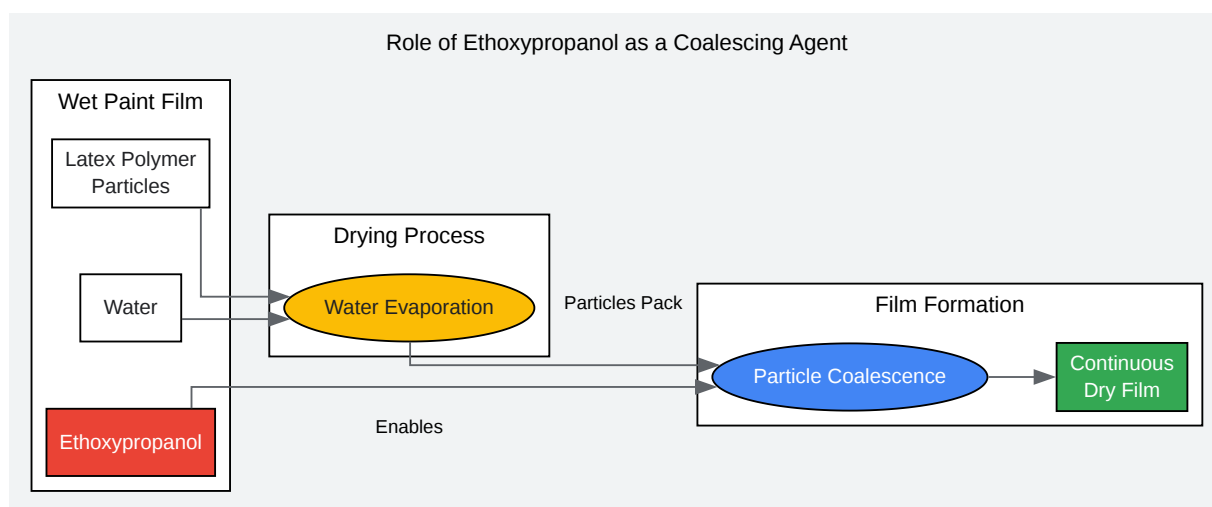 Role of Ethoxypropanol as a Coalescing Agent
Wet Paint Film
Latex Polymer
Particles
Water
Ethoxypropanol
Drying Process
Water Evaporation
Particles Pack
Enables
Film Formation
Particle Coalescence
Continuous
Dry Film